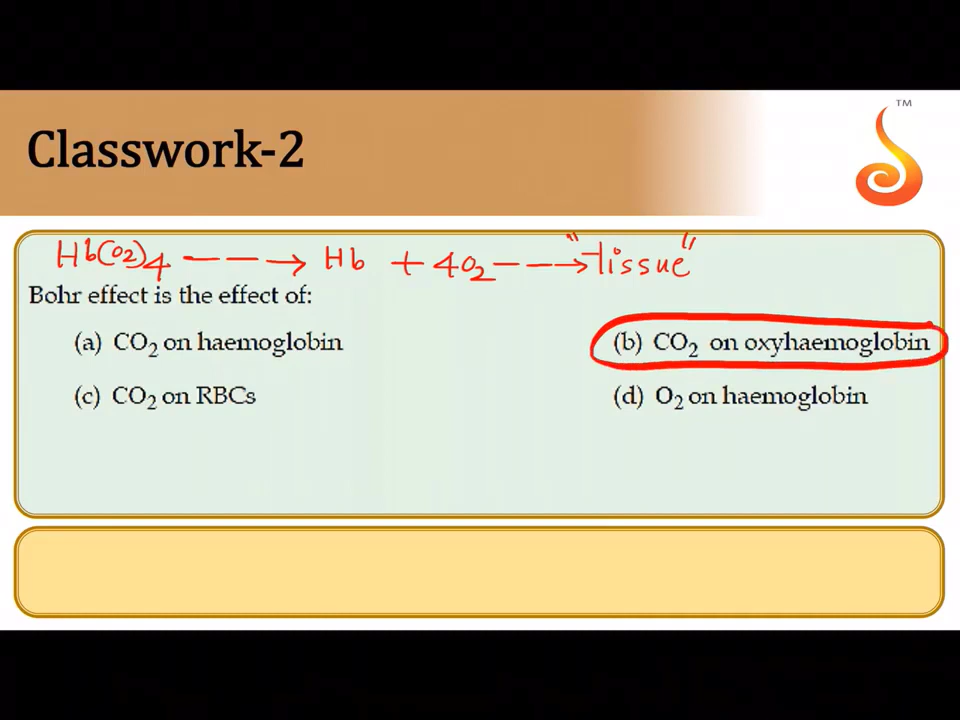 Classwork-2
TM
Hb(O2)4 ---→ Hb + 4O2 ---→ "tissue"
Bohr effect is the effect of:
(a) CO2 on haemoglobin (b) CO2 on oxyhaemoglobin
(c) CO2 on RBCs (d) O2 on haemoglobin